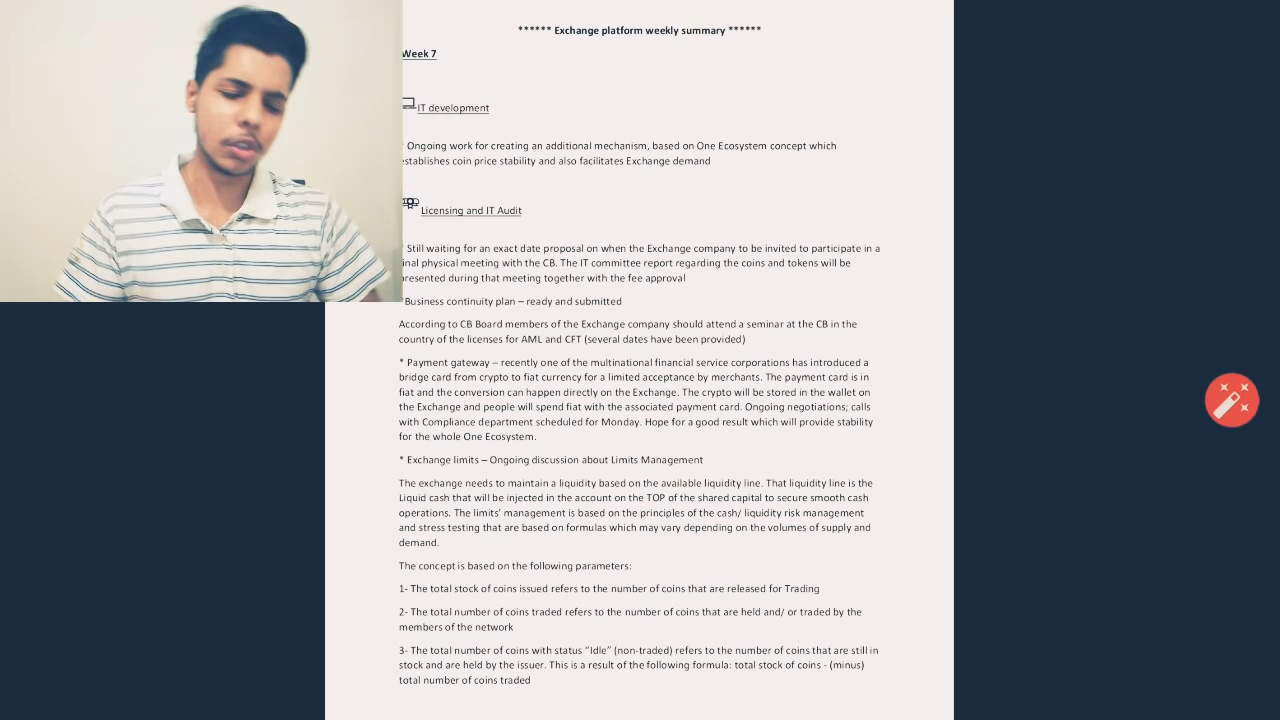 ****** Exchange platform weekly summary ******
Week 7
IT development
Ongoing work for creating an additional mechanism, based on One Ecosystem concept which
establishes coin price stability and also facilitates Exchange demand
Licensing and IT Audit
Still waiting for an exact date proposal on when the Exchange company to be invited to participate in a
final physical meeting with the CB. The IT committee report regarding the coins and tokens will be
presented during that meeting together with the fee approval
Business continuity plan – ready and submitted
According to CB Board members of the Exchange company should attend a seminar at the CB in the
country of the licenses for AML and CFT (several dates have been provided)
* Payment gateway – recently one of the multinational financial service corporations has introduced a
bridge card from crypto to fiat currency for a limited acceptance by merchants. The payment card is in
fiat and the conversion can happen directly on the Exchange. The crypto will be stored in the wallet on
the Exchange and people will spend fiat with the associated payment card. Ongoing negotiations; calls
with Compliance department scheduled for Monday. Hope for a good result which will provide stability
for the whole One Ecosystem.
* Exchange limits – Ongoing discussion about Limits Management
The exchange needs to maintain a liquidity based on the available liquidity line. That liquidity line is the
Liquid cash that will be injected in the account on the TOP of the shared capital to secure smooth cash
operations. The limits’ management is based on the principles of the cash/ liquidity risk management
and stress testing that are based on formulas which may vary depending on the volumes of supply and
demand.
The concept is based on the following parameters:
1- The total stock of coins issued refers to the number of coins that are released for Trading
2- The total number of coins traded refers to the number of coins that are held and/ or traded by the
members of the network
3- The total number of coins with status “Idle” (non-traded) refers to the number of coins that are still in
stock and are held by the issuer. This is a result of the following formula: total stock of coins - (minus)
total number of coins traded